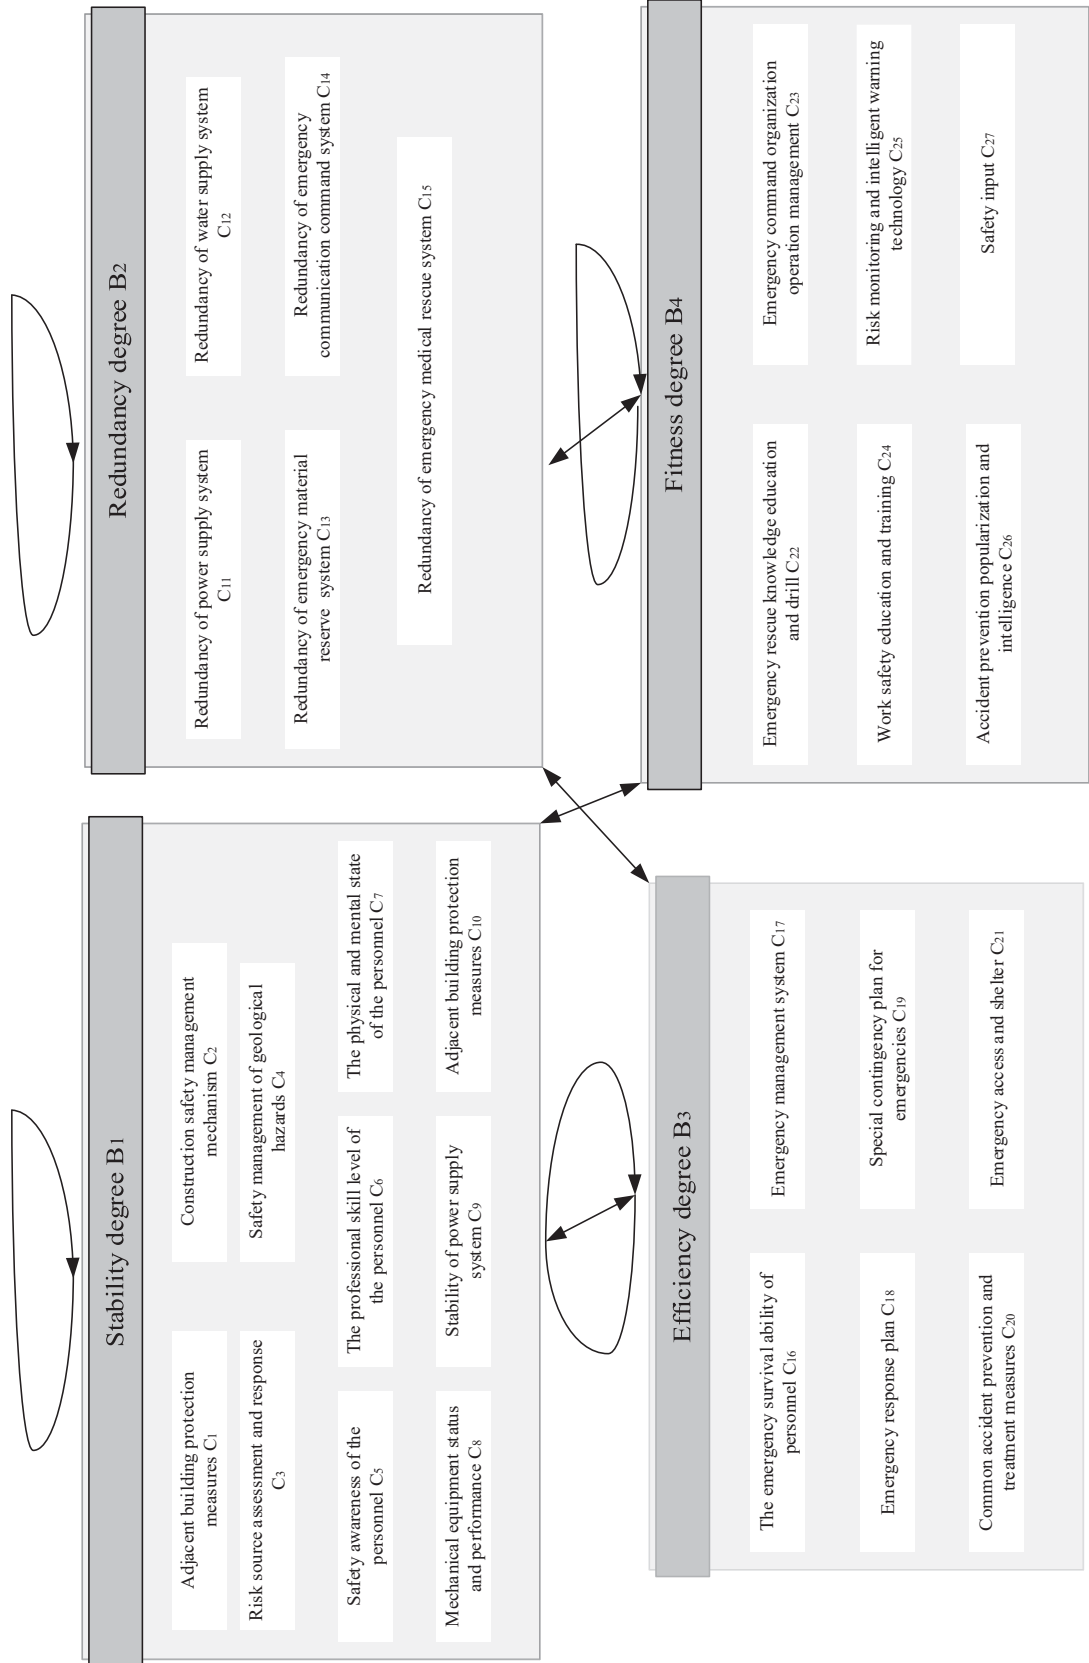 Stability degree B1
Adjacent building protection
measures C1
Construction safety management
mechanism C2
Risk source assessment and response
C3
Safety management of geological
hazards C4
Safety awareness of the
personnel C5
The professional skill level of
the personnel C6
The physical and mental state
of the personnel C7
Mechanical equipment status
and performance C8
Stability of power supply
system C9
Adjacent building protection
measures C10
Redundancy degree B2
Redundancy of power supply system
C11
Redundancy of water supply system
C12
Redundancy of emergency material
reserve system C13
Redundancy of emergency
communication command system C14
Redundancy of emergency medical rescue system C15
Efficiency degree B3
The emergency survival ability of
personnel C16
Emergency management system C17
Emergency response plan C18
Special contingency plan for
emergencies C19
Common accident prevention and
treatment measures C20
Emergency access and shelter C21
Fitness degree B4
Emergency rescue knowledge education
and drill C22
Emergency command organization
operation management C23
Work safety education and training C24
Risk monitoring and intelligent warning
technology C25
Accident prevention popularization and
intelligence C26
Safety input C27